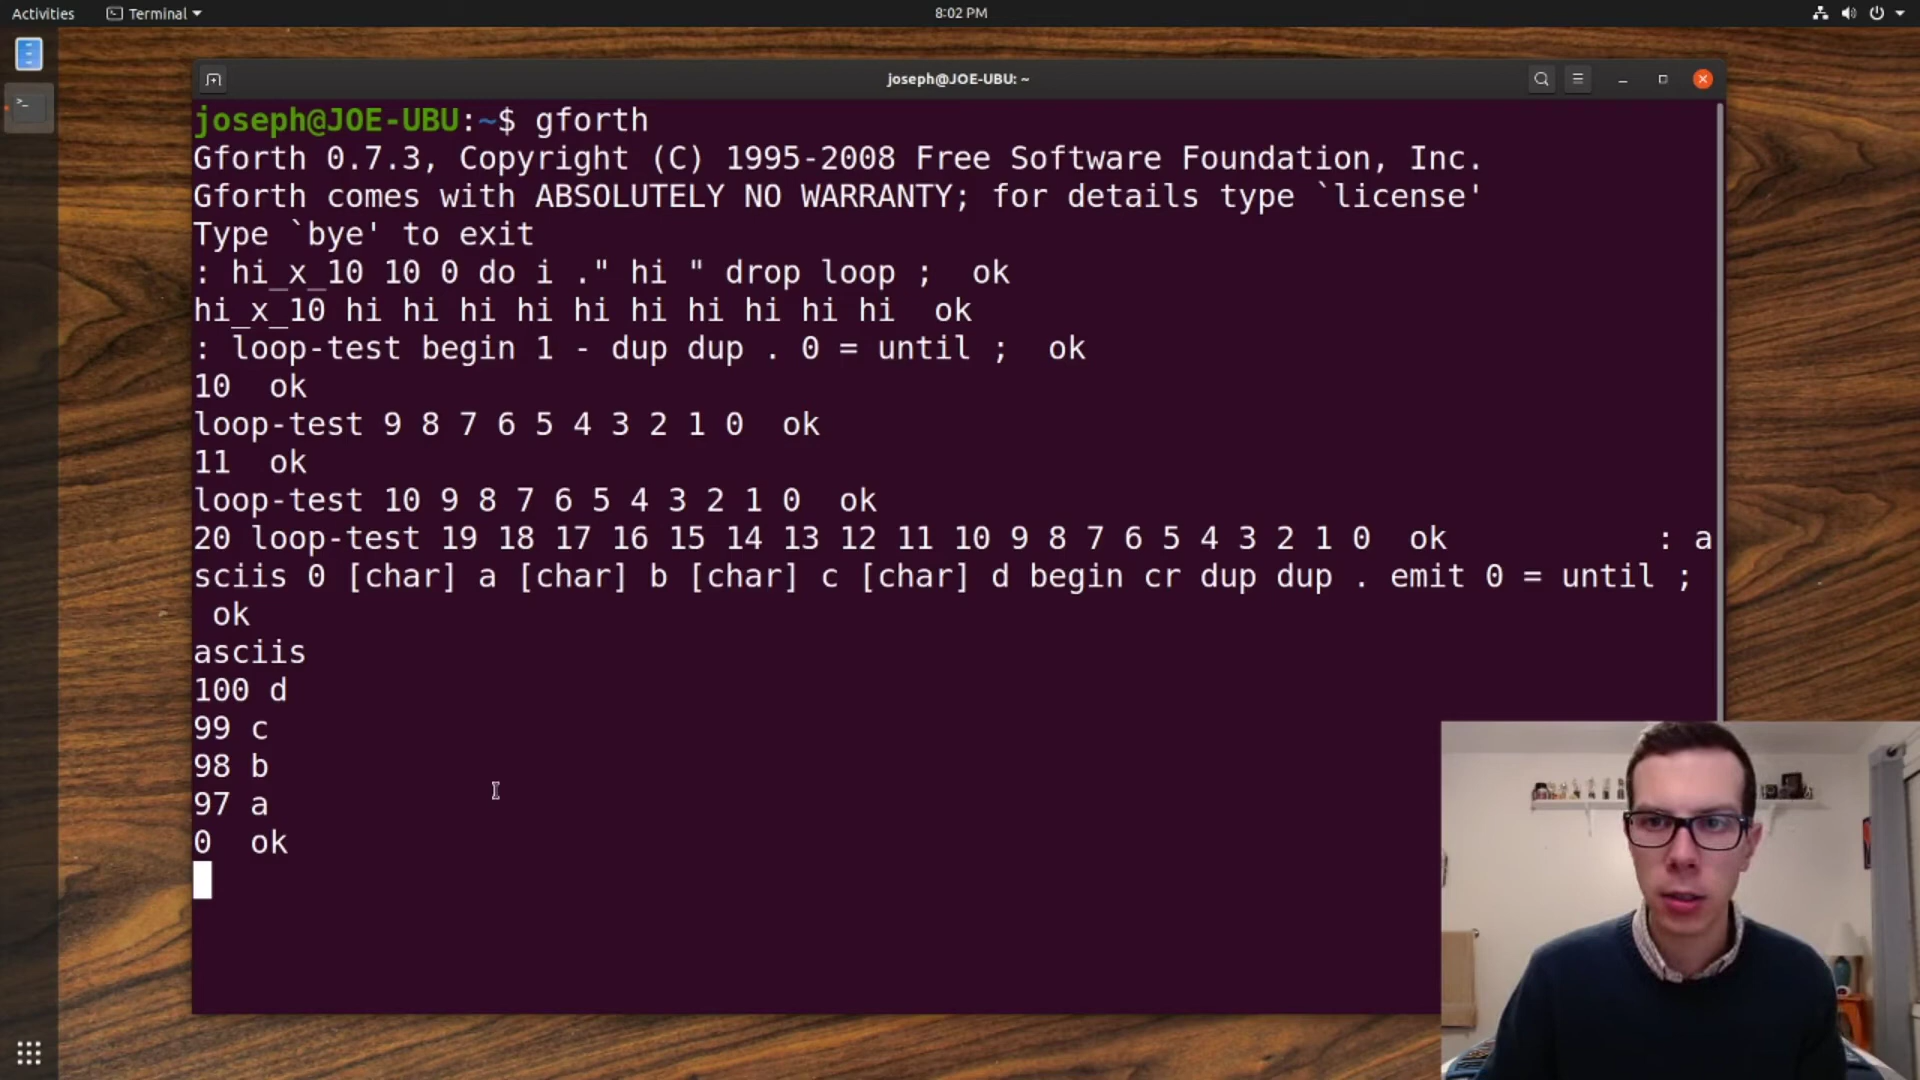 Activities
Terminal
8:02 PM
joseph@JOE-UBU: ~
joseph@JOE-UBU:~$ gforth
Gforth 0.7.3, Copyright (C) 1995-2008 Free Software Foundation, Inc.
Gforth comes with ABSOLUTELY NO WARRANTY; for details type `license'
Type `bye' to exit
: hi_x_10 10 0 do i ." hi " drop loop ;  ok
hi_x_10 hi hi hi hi hi hi hi hi hi hi  ok
: loop-test begin 1 - dup dup . 0 = until ;  ok
10  ok
loop-test 9 8 7 6 5 4 3 2 1 0  ok
11  ok
loop-test 10 9 8 7 6 5 4 3 2 1 0  ok
20 loop-test 19 18 17 16 15 14 13 12 11 10 9 8 7 6 5 4 3 2 1 0  ok           : a
sciis 0 [char] a [char] b [char] c [char] d begin cr dup dup . emit 0 = until ;
ok
asciis
100 d
99 c
98 b
97 a
0  ok